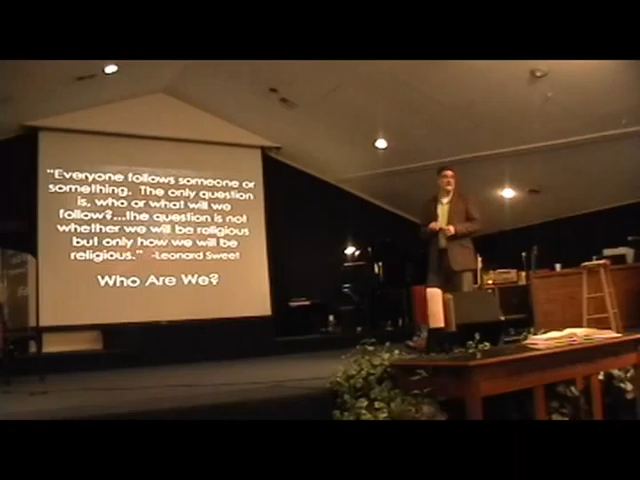 "Everyone follows someone or
something. The only question
is, who or what will we
follow?...the question is not
whether we will be religious
but only how we will be
religious." -Leonard Sweet
Who Are We?